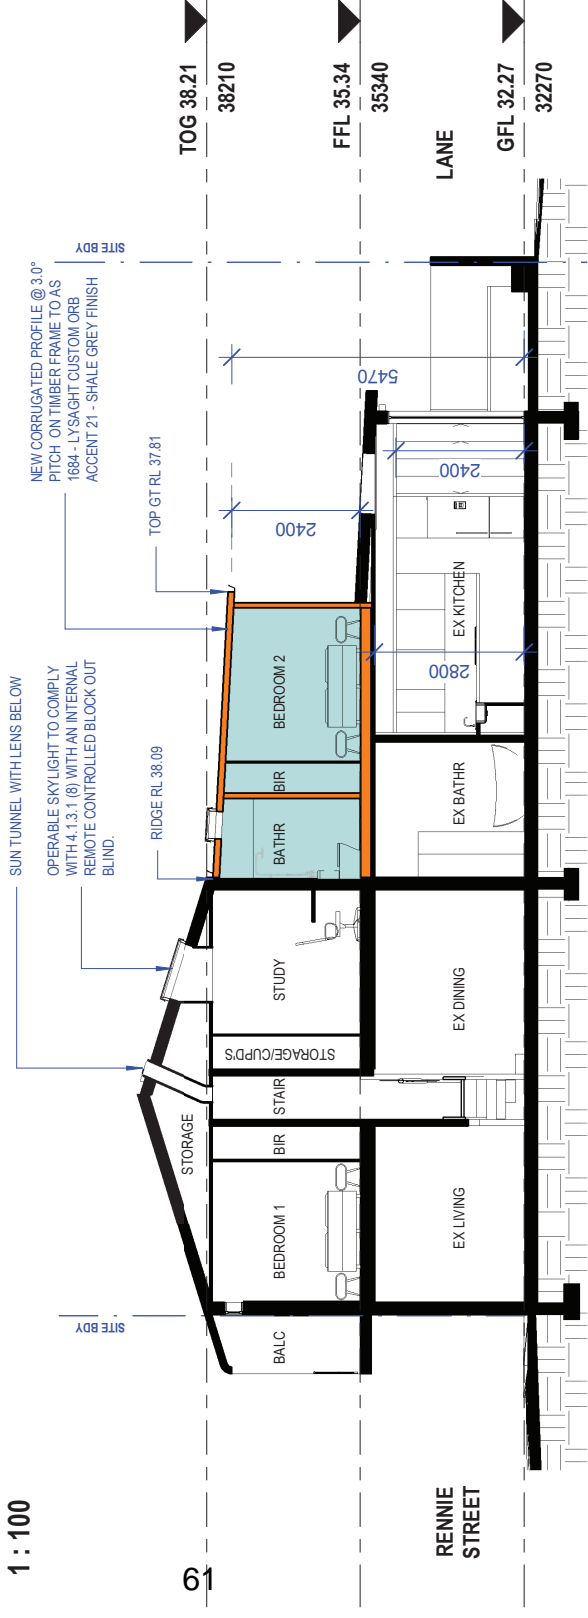 1 : 100
SUN TUNNEL WITH LENS BELOW
OPERABLE SKYLIGHT TO COMPLY
WITH 4.1.3.1 (8) WITH AN INTERNAL
REMOTE CONTROLLED BLOCK OUT
BLIND.
RIDGE RL 38.09
NEW CORRUGATED PROFILE @ 3.0°
PITCH ON TIMBER FRAME TO AS
1684 - LYSAGHT CUSTOM ORB
ACCENT 21 - SHALE GREY FINISH
TOP GT RL 37.81
SITE BDY
SITE BDY
TOG 38.21
38210
STORAGE
BALC
BEDROOM 1
BIR
STAIR
STORAGE/CUPD'S
STUDY
BATHR
BIR
BEDROOM 2
2400
5470
FFL 35.34
35340
EX LIVING
EX DINING
EX BATHR
EX KITCHEN
2800
2400
LANE
RENNIE
STREET
GFL 32.27
32270
61